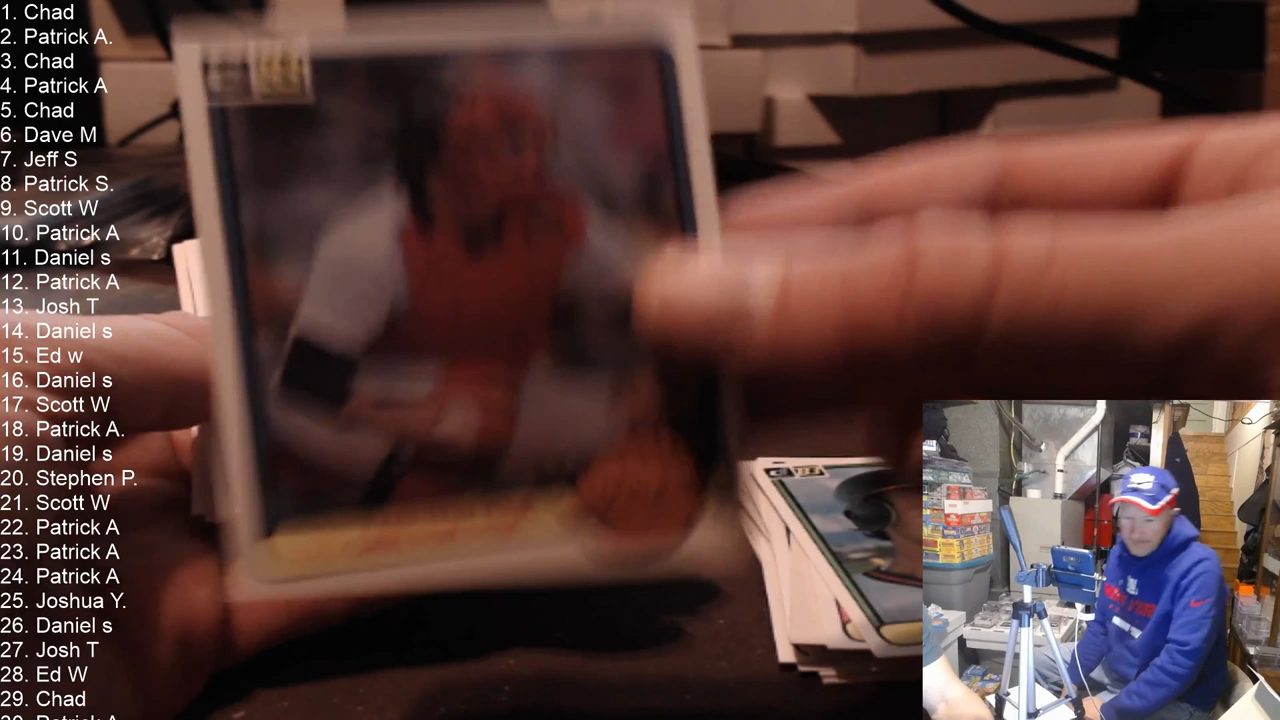 1. Chad
2. Patrick A.
3. Chad
4. Patrick A
5. Chad
6. Dave M
7. Jeff S
8. Patrick S.
9. Scott W
10. Patrick A
11. Daniel s
12. Patrick A
13. Josh T
14. Daniel s
15. Ed w
16. Daniel s
17. Scott W
18. Patrick A.
19. Daniel s
20. Stephen P.
21. Scott W
22. Patrick A
23. Patrick A
24. Patrick A
25. Joshua Y.
26. Daniel s
27. Josh T
28. Ed W
29. Chad
30. Patrick A